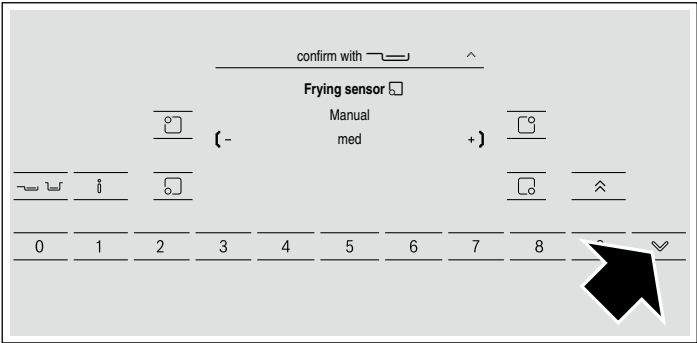 confirm with
Frying sensor
Manual
- med +
i
0 1 2 3 4 5 6 7 8